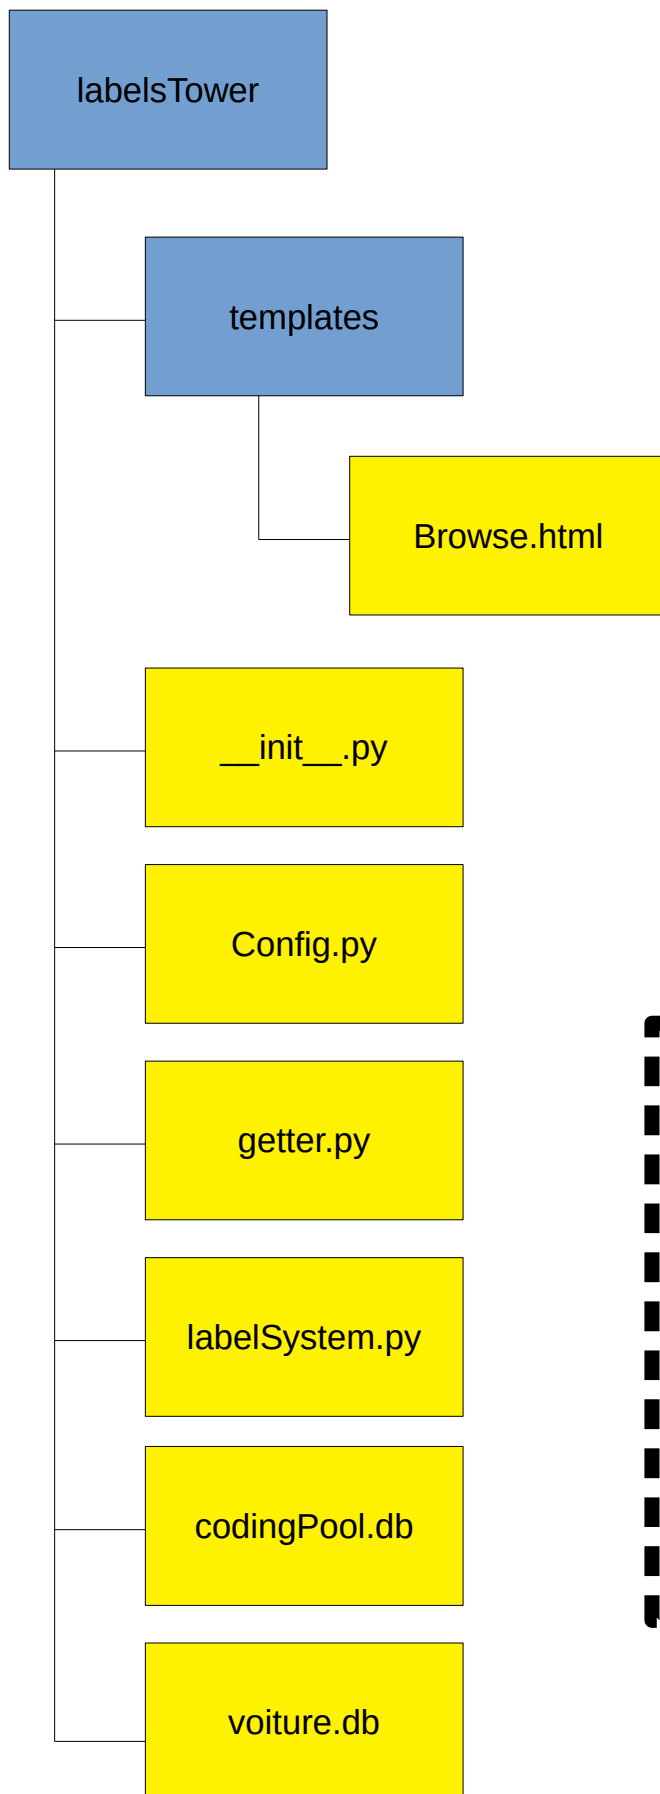 labelsTower
templates
Browse.html
__init__.py
Config.py
getter.py
labelSystem.py
codingPool.db
voiture.db